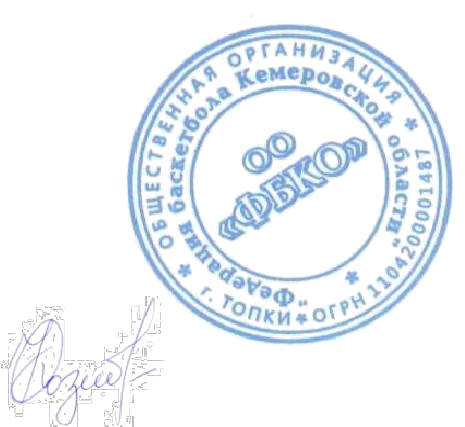 * ОБЩЕСТВЕННАЯ ОРГАНИЗАЦИЯ *
г. ТОПКИ * ОГРН 1104200001487
"Федерация баскетбола Кемеровской области" *
ОО
«ФБКО»